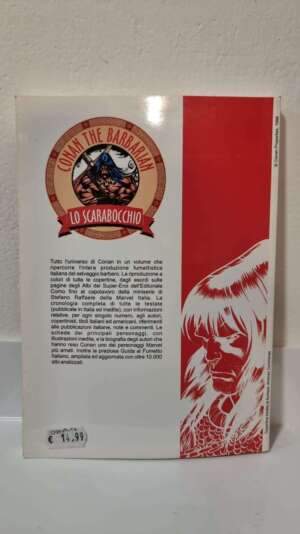 CONAN THE BARBARIAN
LO SCARABOCCHIO
Tutto l'universo di Conan in un volume che
ripercorre l'intera produzione fumettistica
italiana del selvaggio barbaro. La riproduzione a
colori di tutte le copertine, dagli esordi sulle
pagine degli Albi dei Super-Eroi dell'Editoriale
Corno fino al capolavoro della miniserie di
Stefano Raffaele della Marvel Italia. La
cronologia completa di tutte le testate
(pubblicate in Italia ed inedite), con informazioni
relative, per ogni singolo numero, agli autori,
copertinisti, titoli italiani ed americani, riferimenti
alle pubblicazioni italiane, note e commenti. Le
schede dei principali personaggi, con
illustrazioni inedite, e la biografia degli autori che
hanno reso Conan uno dei personaggi Marvel
più amati. Inoltre la preziosa Guida al Fumetto
Italiano, ampliata ed aggiornata con oltre 10.000
albi analizzati.
€ 14,99
© Conan Properties, 1998